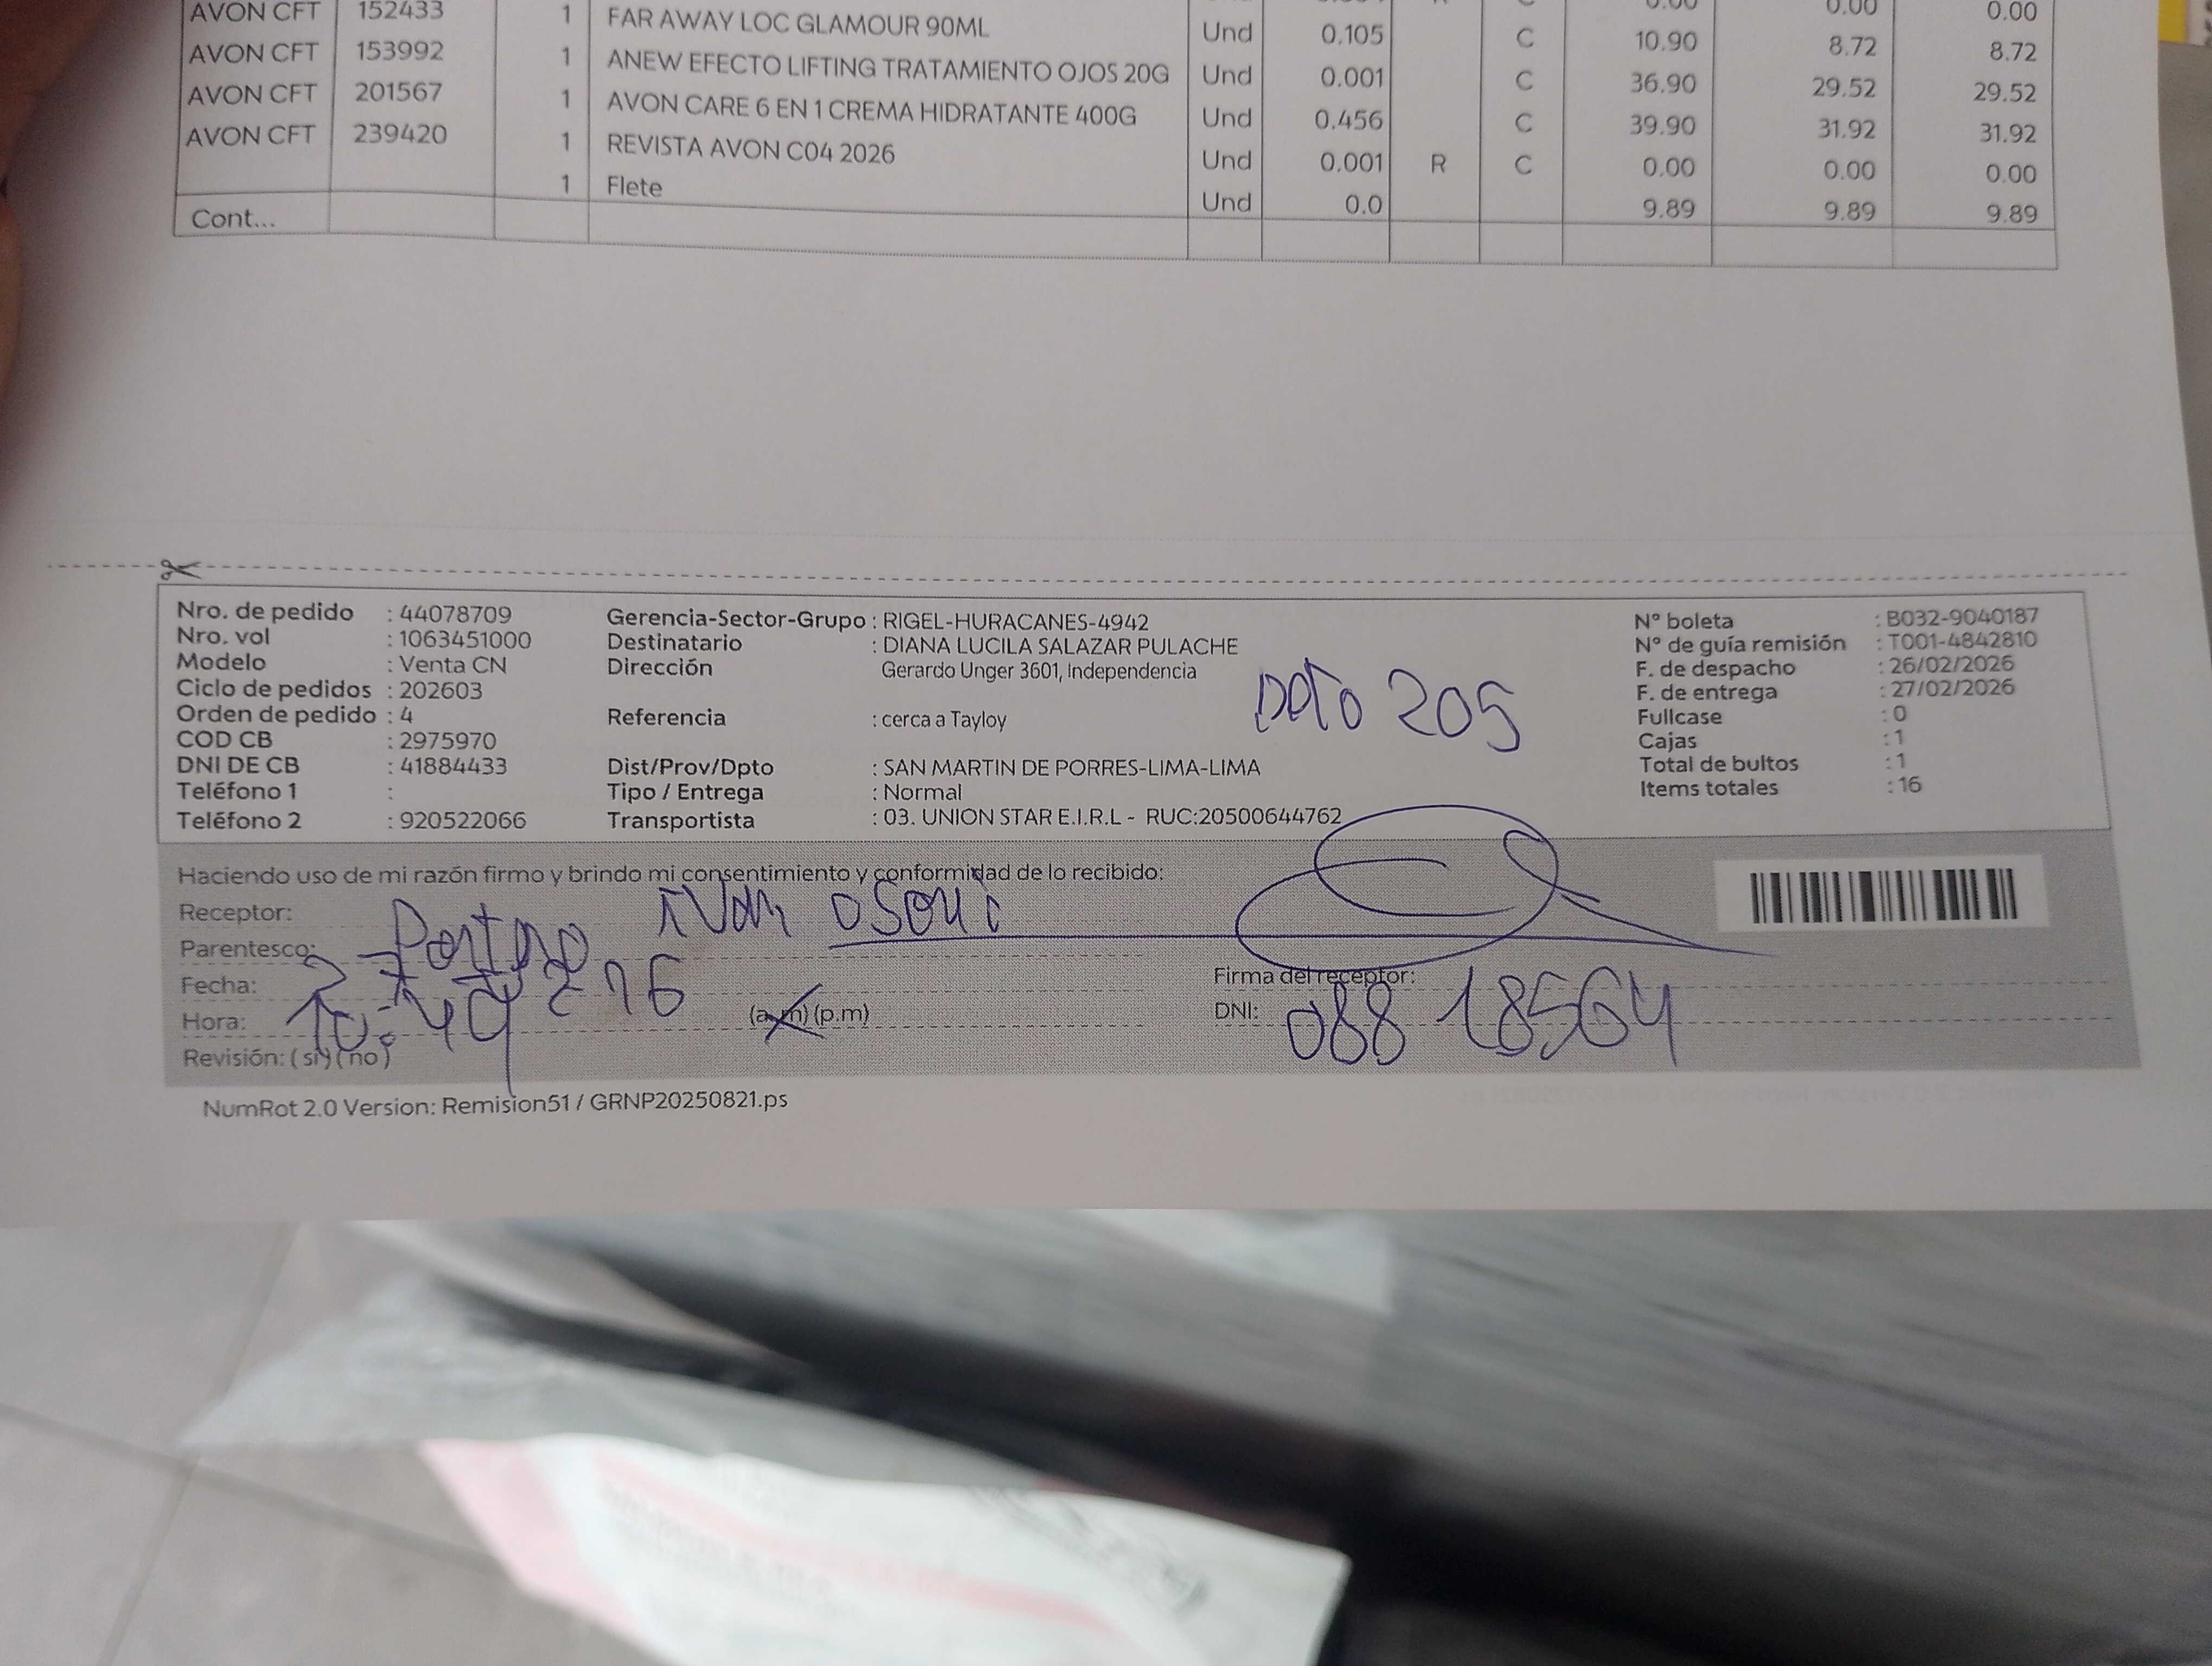 AVON CFT 152433 1 FAR AWAY LOC GLAMOUR 90ML Und 0.105 C 10.90 8.72 8.72
AVON CFT 153992 1 ANEW EFECTO LIFTING TRATAMIENTO OJOS 20G Und 0.001 C 36.90 29.52 29.52
AVON CFT 201567 1 AVON CARE 6 EN 1 CREMA HIDRATANTE 400G Und 0.456 C 39.90 31.92 31.92
AVON CFT 239420 1 REVISTA AVON C04 2026 Und 0.001 R C 0.00 0.00 0.00
1 Flete Und 0.0 9.89 9.89 9.89
Cont...
Nro. de pedido : 44078709
Nro. vol : 1063451000
Modelo : Venta CN
Ciclo de pedidos : 202603
Orden de pedido : 4
COD CB : 2975970
DNI DE CB : 41884433
Teléfono 1 :
Teléfono 2 : 920522066
Gerencia-Sector-Grupo : RIGEL-HURACANES-4942
Destinatario : DIANA LUCILA SALAZAR PULACHE
Dirección Gerardo Unger 3601, Independencia
Referencia : cerca a Tayloy
DPTO 205
Dist/Prov/Dpto : SAN MARTIN DE PORRES-LIMA-LIMA
Tipo / Entrega : Normal
Transportista : 03. UNION STAR E.I.R.L - RUC:20500644762
N° boleta : B032-9040187
N° de guía remisión : T001-4842810
F. de despacho : 26/02/2026
F. de entrega : 27/02/2026
Fullcase : 0
Cajas : 1
Total de bultos : 1
Items totales : 16
Haciendo uso de mi razón firmo y brindo mi consentimiento y conformidad de lo recibido:
Receptor: Ivan
Parentesco:
Fecha:
Hora: 10:49 (a.m) (p.m)
Revisión: ( si ) ( no )
Firma del receptor:
DNI: 08818564
NumRot 2.0 Version: Remision51 / GRNP20250821.ps